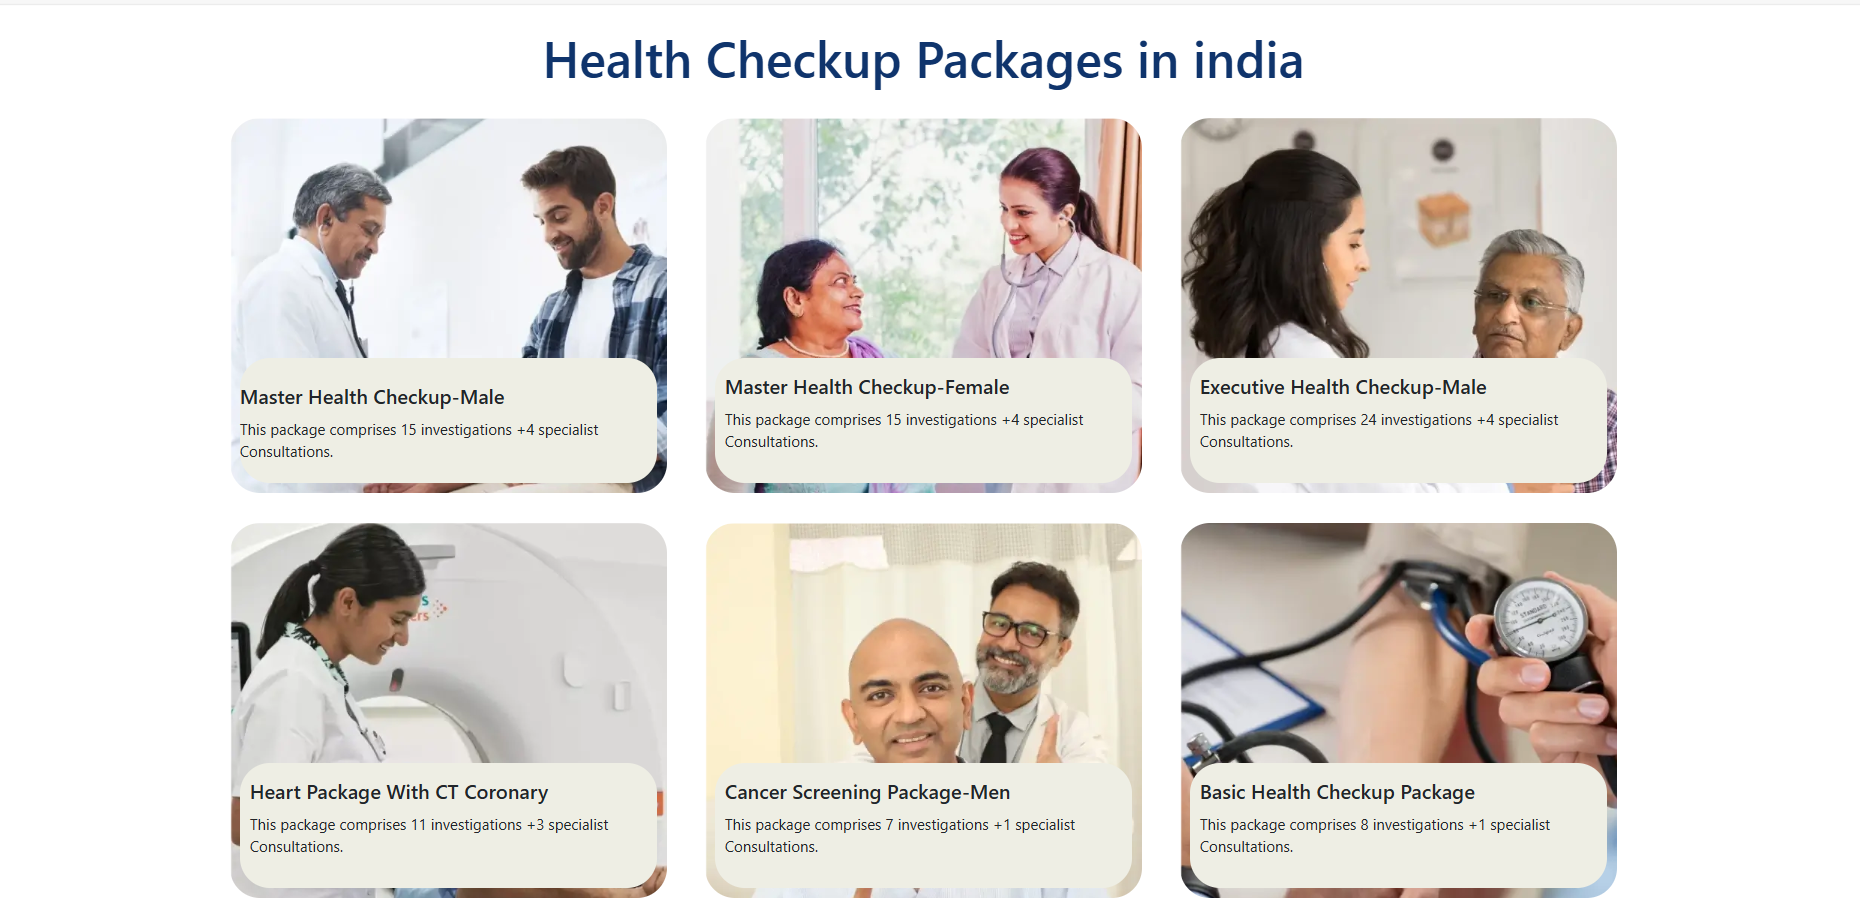 Health Checkup Packages in india
Master Health Checkup-Male
This package comprises 15 investigations +4 specialist
Consultations.
Master Health Checkup-Female
This package comprises 15 investigations +4 specialist
Consultations.
Executive Health Checkup-Male
This package comprises 24 investigations +4 specialist
Consultations.
Heart Package With CT Coronary
This package comprises 11 investigations +3 specialist
Consultations.
Cancer Screening Package-Men
This package comprises 7 investigations +1 specialist
Consultations.
STANDARD
Basic Health Checkup Package
This package comprises 8 investigations +1 specialist
Consultations.